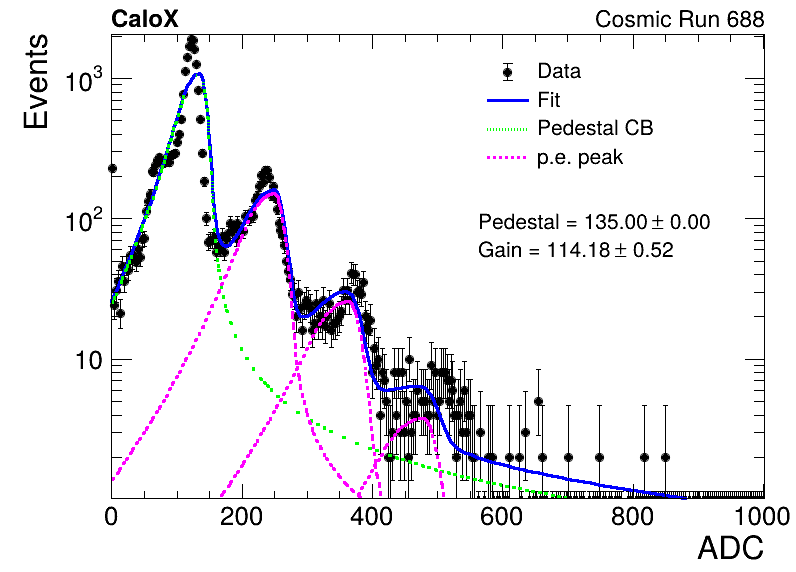 CaloX
Cosmic Run 688
Events
10³
10²
10
Data
Fit
Pedestal CB
p.e. peak
Pedestal = 135.00 ± 0.00
Gain = 114.18 ± 0.52
0 200 400 600 800 1000
ADC